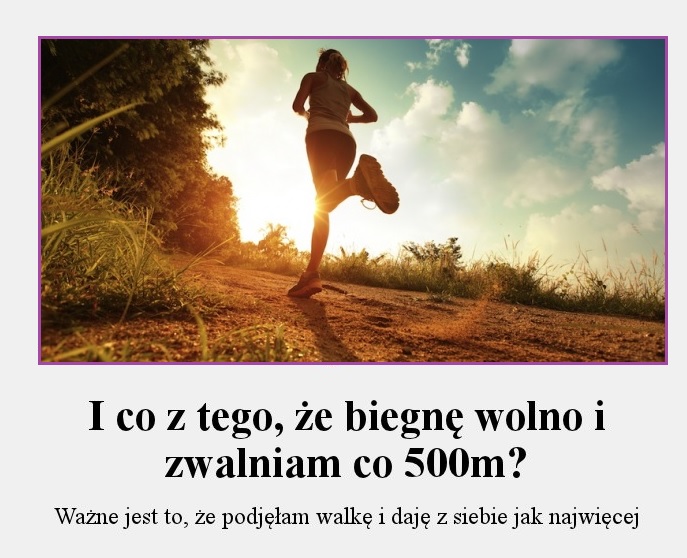 I co z tego, że biegnę wolno i
zwalniam co 500m?
Ważne jest to, że podjęłam walkę i daję z siebie jak najwięcej